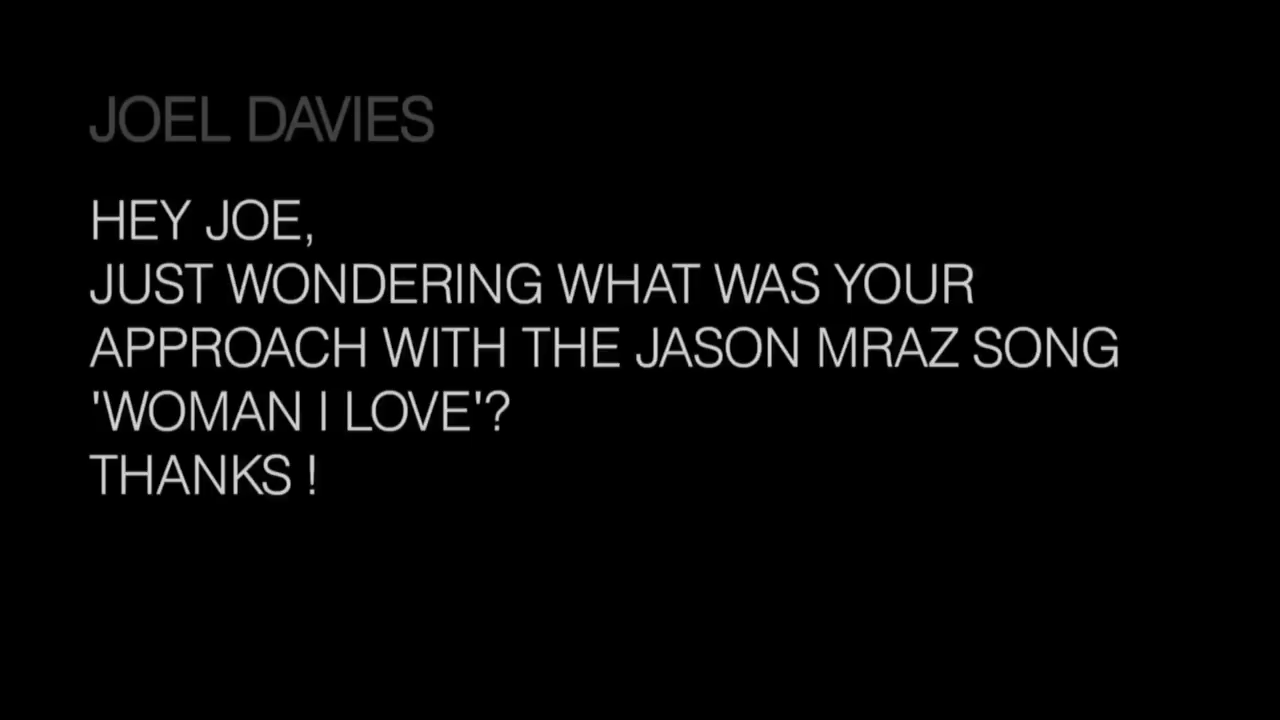 JOEL DAVIES
HEY JOE,
JUST WONDERING WHAT WAS YOUR
APPROACH WITH THE JASON MRAZ SONG
'WOMAN I LOVE'?
THANKS !